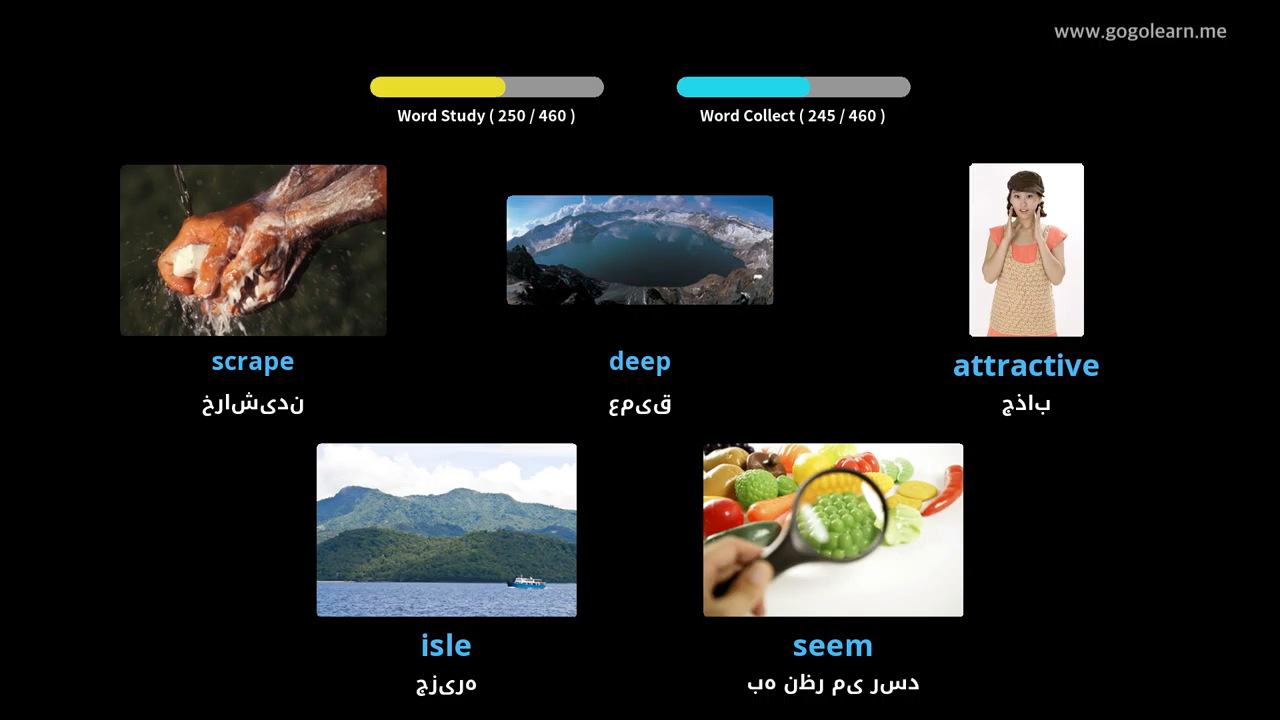 www.gogolearn.me
Word Study ( 250 / 460 )
Word Collect ( 245 / 460 )
scrape
ندیشارخ
deep
قیمع
attractive
باذج
isle
هریزج
seem
دسر یم رظن هب